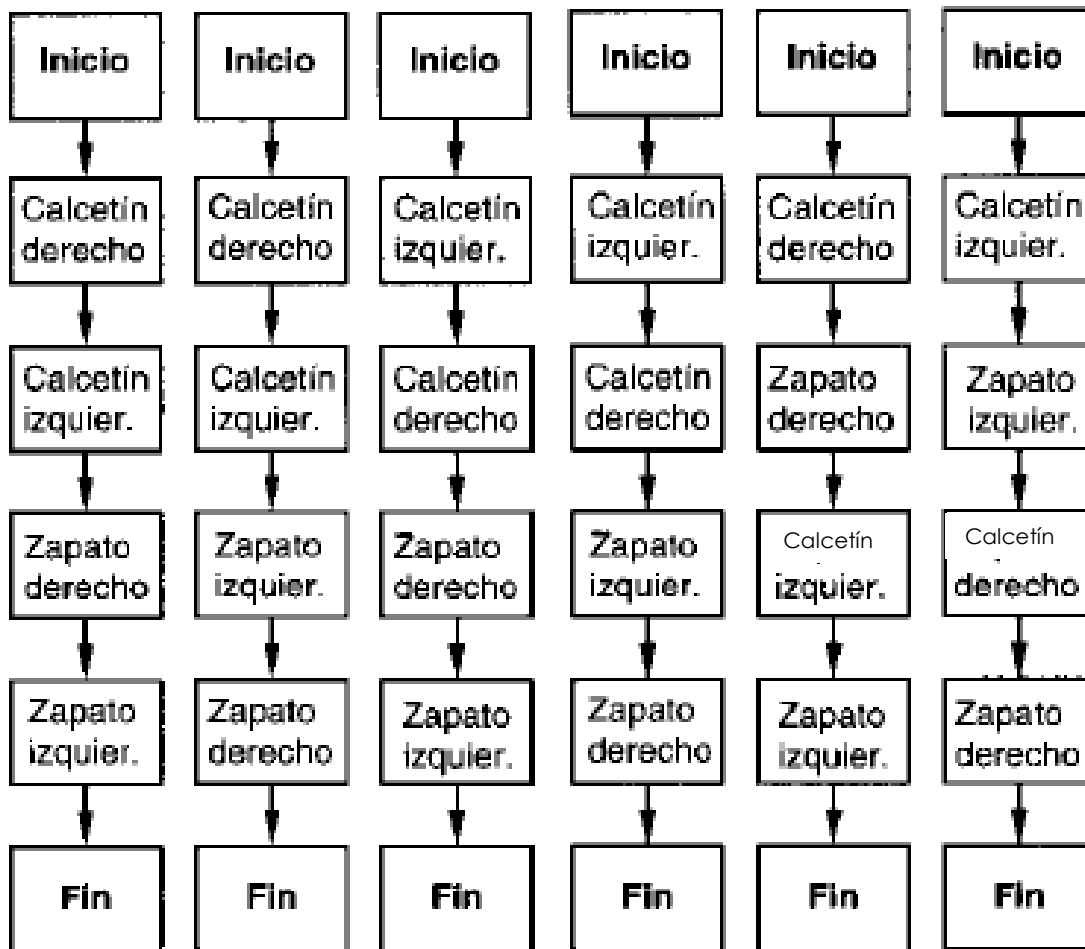 Inicio
Calcetín
derecho
Calcetín
izquier.
Zapato
derecho
Zapato
izquier.
Fin
Inicio
Calcetín
derecho
Calcetín
izquier.
Zapato
izquier.
Zapato
derecho
Fin
Inicio
Calcetín
izquier.
Calcetín
derecho
Zapato
derecho
Zapato
izquier.
Fin
Inicio
Calcetín
izquier.
Calcetín
derecho
Zapato
izquier.
Zapato
derecho
Fin
Inicio
Calcetín
derecho
Zapato
derecho
Calcetín
izquier.
Zapato
izquier.
Fin
Inicio
Calcetín
izquier.
Zapato
izquier.
Calcetín
derecho
Zapato
derecho
Fin